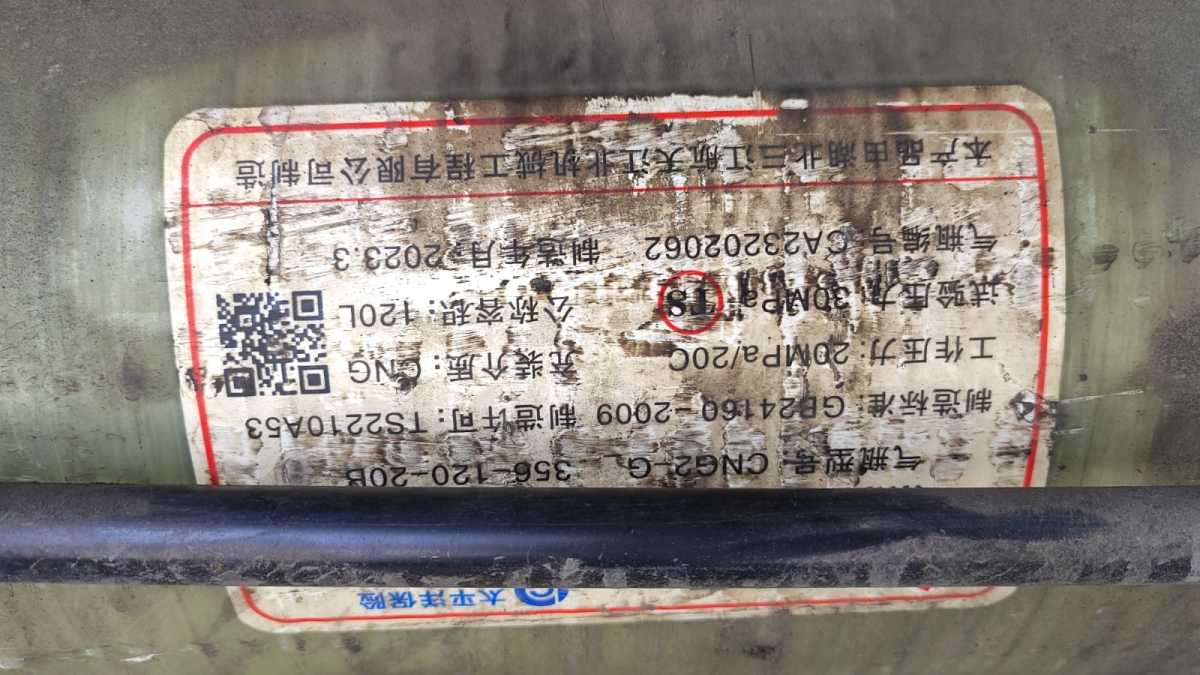 太平洋保险
气瓶型号 CNG2-G 356-120-20B
制造标准: GB24160-2009 制造许可: TS2210A53
工作压力: 20MPa/20C 充装介质: CNG
试验压力: 30MPa TS 公称容积: 120L
气瓶编号 CA23202062 制造年月: 2023.3
本产品由湖北三江航天江北机械工程有限公司制造